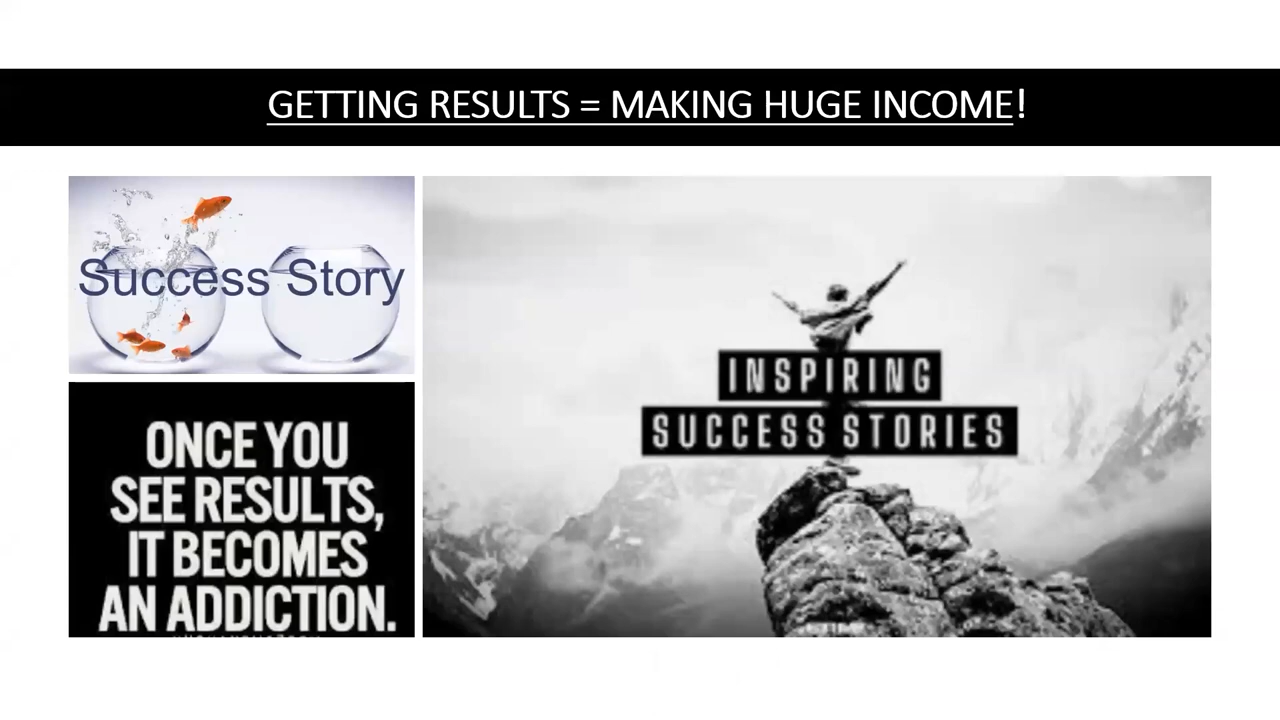 GETTING RESULTS = MAKING HUGE INCOME!
Success Story
ONCE YOU
SEE RESULTS,
IT BECOMES
AN ADDICTION.
INSPIRING
SUCCESS STORIES